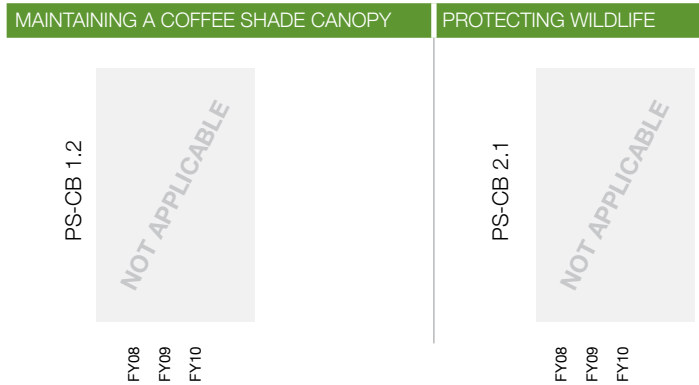 MAINTAINING A COFFEE SHADE CANOPY
PS-CB 1.2
NOT APPLICABLE
FY08
FY09
FY10
PROTECTING WILDLIFE
PS-CB 2.1
NOT APPLICABLE
FY08
FY09
FY10